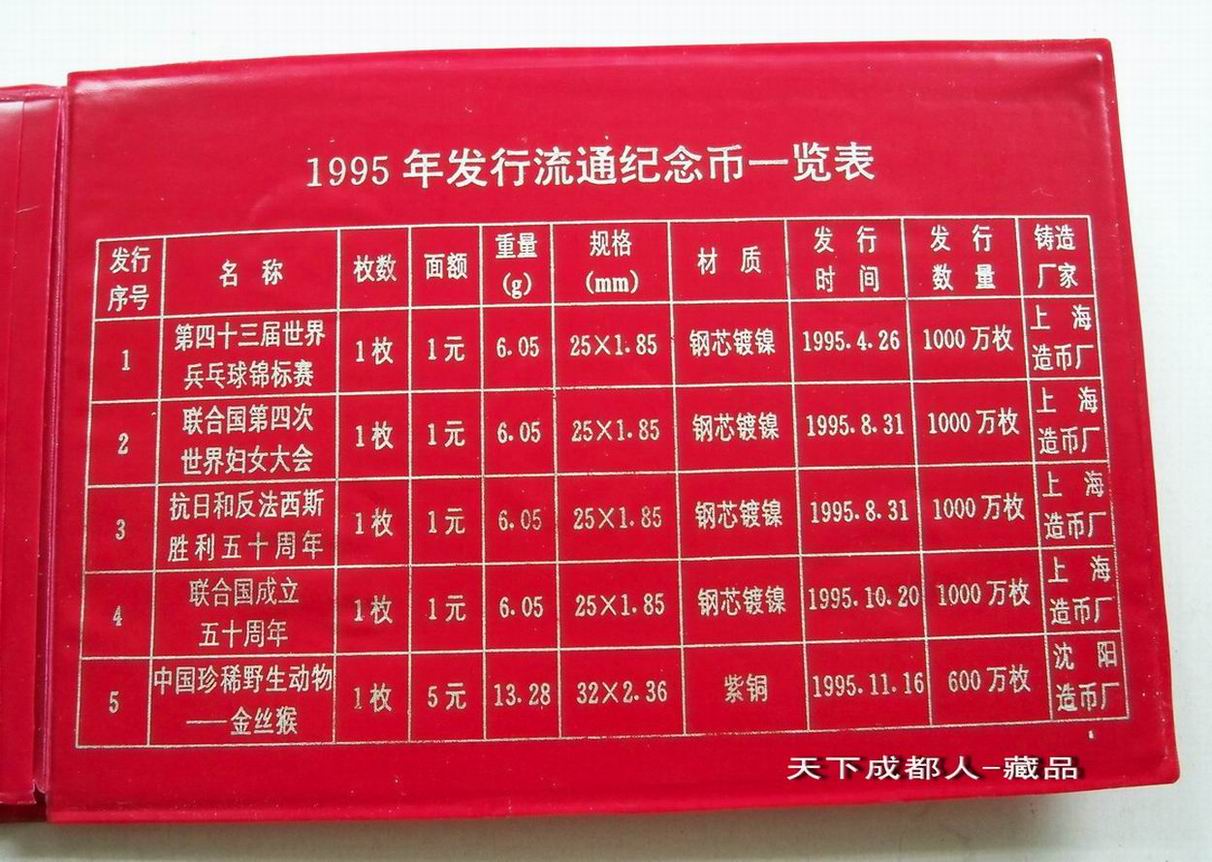 1995年发行流通纪念币一览表
发行序号 名称 枚数 面额 重量(g) 规格(mm) 材质 发行时间 发行数量 铸造厂家
1 第四十三届世界乒乓球锦标赛 1枚 1元 6.05 25×1.85 钢芯镀镍 1995.4.26 1000万枚 上海造币厂
2 联合国第四次世界妇女大会 1枚 1元 6.05 25×1.85 钢芯镀镍 1995.8.31 1000万枚 上海造币厂
3 抗日和反法西斯胜利五十周年 1枚 1元 6.05 25×1.85 钢芯镀镍 1995.8.31 1000万枚 上海造币厂
4 联合国成立五十周年 1枚 1元 6.05 25×1.85 钢芯镀镍 1995.10.20 1000万枚 上海造币厂
5 中国珍稀野生动物——金丝猴 1枚 5元 13.28 32×2.36 紫铜 1995.11.16 600万枚 沈阳造币厂
天下成都人-藏品